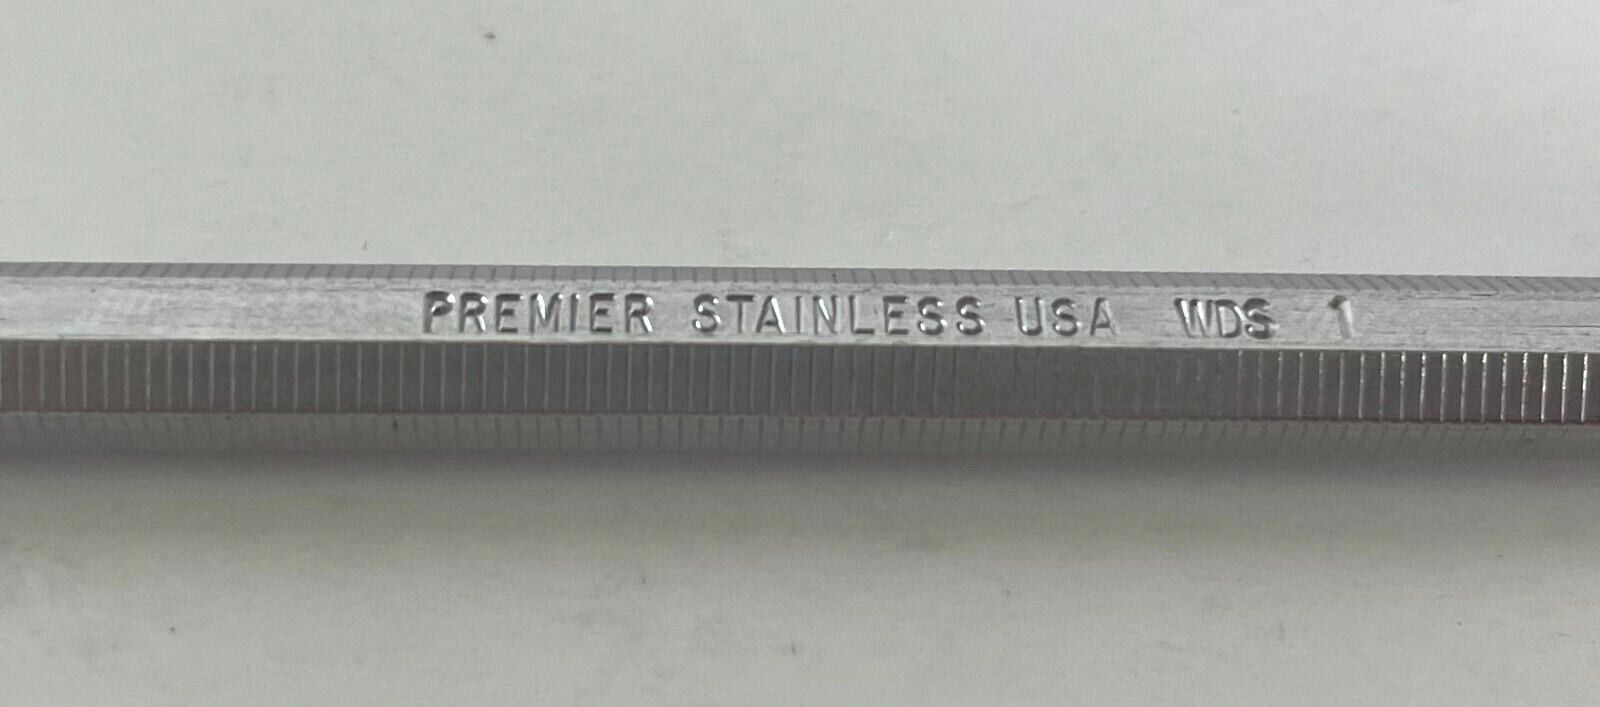 PREMIER STAINLESS USA WDS 1